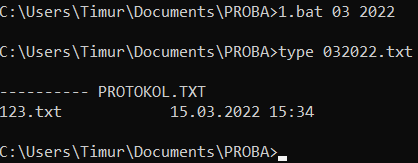 C:\Users\Timur\Documents\PROBA>1.bat 03 2022
C:\Users\Timur\Documents\PROBA>type 032022.txt
---------- PROTOKOL.TXT
123.txt 15.03.2022 15:34
C:\Users\Timur\Documents\PROBA>